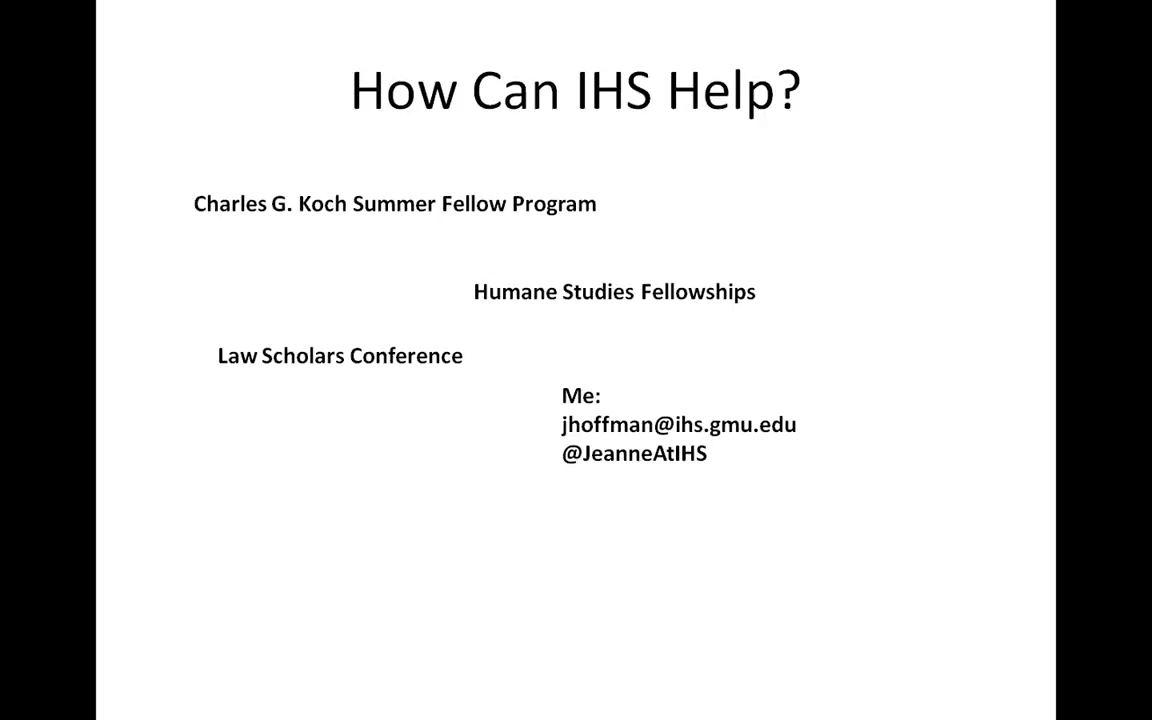 How Can IHS Help?
Charles G. Koch Summer Fellow Program
Humane Studies Fellowships
Law Scholars Conference
Me:
jhoffman@ihs.gmu.edu
@JeanneAtIHS